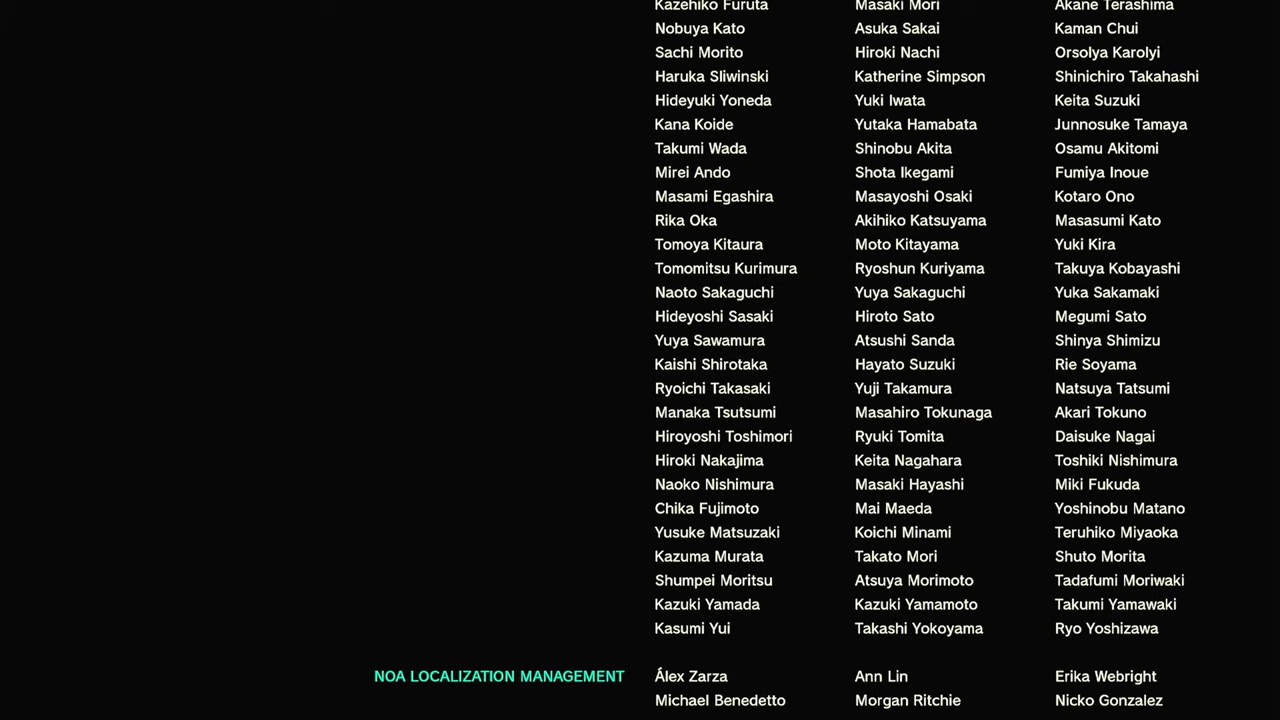 Kazehiko Furuta Masaki Mori Akane Terashima
Nobuya Kato Asuka Sakai Kaman Chui
Sachi Morito Hiroki Nachi Orsolya Karolyi
Haruka Sliwinski Katherine Simpson Shinichiro Takahashi
Hideyuki Yoneda Yuki Iwata Keita Suzuki
Kana Koide Yutaka Hamabata Junnosuke Tamaya
Takumi Wada Shinobu Akita Osamu Akitomi
Mirei Ando Shota Ikegami Fumiya Inoue
Masami Egashira Masayoshi Osaki Kotaro Ono
Rika Oka Akihiko Katsuyama Masasumi Kato
Tomoya Kitaura Moto Kitayama Yuki Kira
Tomomitsu Kurimura Ryoshun Kuriyama Takuya Kobayashi
Naoto Sakaguchi Yuya Sakaguchi Yuka Sakamaki
Hideyoshi Sasaki Hiroto Sato Megumi Sato
Yuya Sawamura Atsushi Sanda Shinya Shimizu
Kaishi Shirotaka Hayato Suzuki Rie Soyama
Ryoichi Takasaki Yuji Takamura Natsuya Tatsumi
Manaka Tsutsumi Masahiro Tokunaga Akari Tokuno
Hiroyoshi Toshimori Ryuki Tomita Daisuke Nagai
Hiroki Nakajima Keita Nagahara Toshiki Nishimura
Naoko Nishimura Masaki Hayashi Miki Fukuda
Chika Fujimoto Mai Maeda Yoshinobu Matano
Yusuke Matsuzaki Koichi Minami Teruhiko Miyaoka
Kazuma Murata Takato Mori Shuto Morita
Shumpei Moritsu Atsuya Morimoto Tadafumi Moriwaki
Kazuki Yamada Kazuki Yamamoto Takumi Yamawaki
Kasumi Yui Takashi Yokoyama Ryo Yoshizawa
NOA LOCALIZATION MANAGEMENT Álex Zarza Ann Lin Erika Webright
Michael Benedetto Morgan Ritchie Nicko Gonzalez